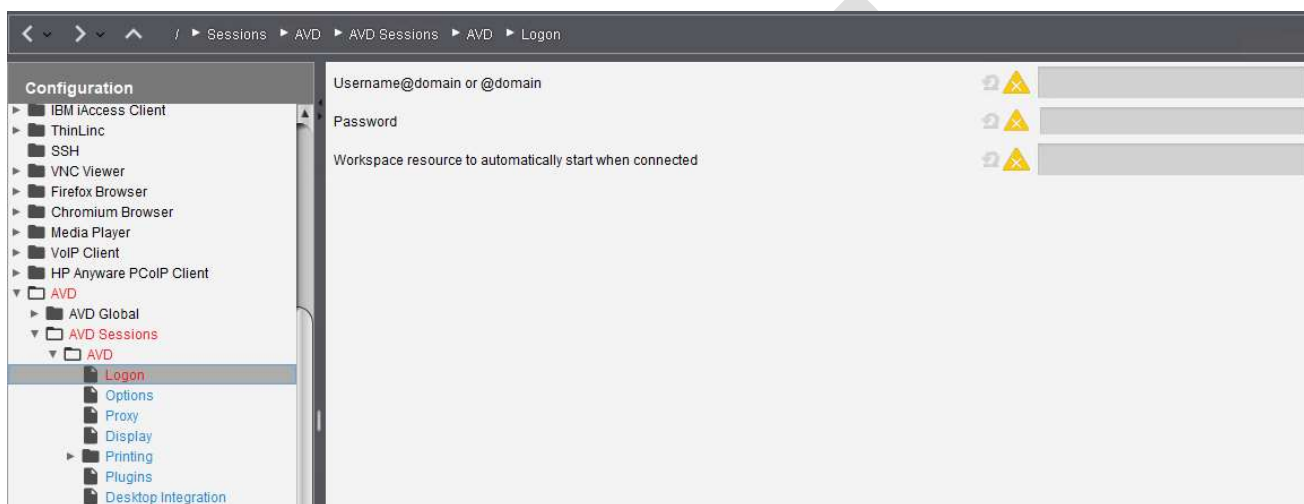 / ▸ Sessions ▸ AVD ▸ AVD Sessions ▸ AVD ▸ Logon
Configuration
IBM iAccess Client
ThinLinc
SSH
VNC Viewer
Firefox Browser
Chromium Browser
Media Player
VoIP Client
HP Anyware PCoIP Client
AVD
AVD Global
AVD Sessions
AVD
Logon
Options
Proxy
Display
Printing
Plugins
Desktop Integration
Username@domain or @domain
Password
Workspace resource to automatically start when connected